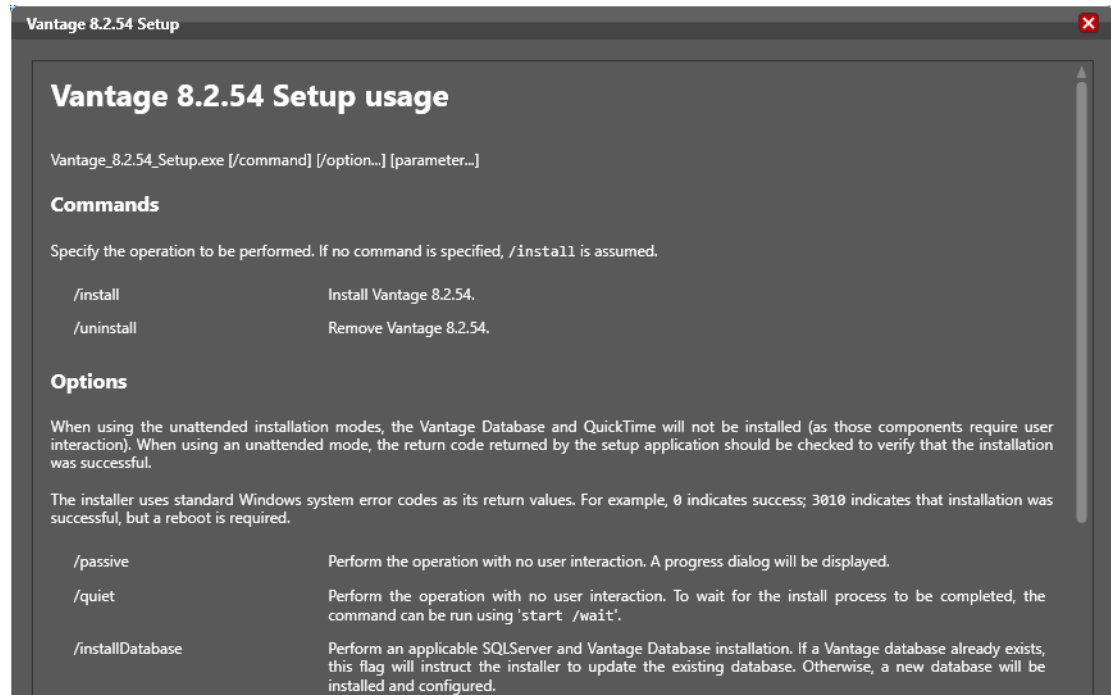 Vantage 8.2.54 Setup
Vantage 8.2.54 Setup usage
Vantage_8.2.54_Setup.exe [/command] [/option...] [parameter...]
Commands
Specify the operation to be performed. If no command is specified, /install is assumed.
/install Install Vantage 8.2.54.
/uninstall Remove Vantage 8.2.54.
Options
When using the unattended installation modes, the Vantage Database and QuickTime will not be installed (as those components require user
interaction). When using an unattended mode, the return code returned by the setup application should be checked to verify that the installation
was successful.
The installer uses standard Windows system error codes as its return values. For example, 0 indicates success; 3010 indicates that installation was
successful, but a reboot is required.
/passive Perform the operation with no user interaction. A progress dialog will be displayed.
/quiet Perform the operation with no user interaction. To wait for the install process to be completed, the
command can be run using 'start /wait'.
/installDatabase Perform an applicable SQLServer and Vantage Database installation. If a Vantage database already exists,
this flag will instruct the installer to update the existing database. Otherwise, a new database will be
installed and configured.